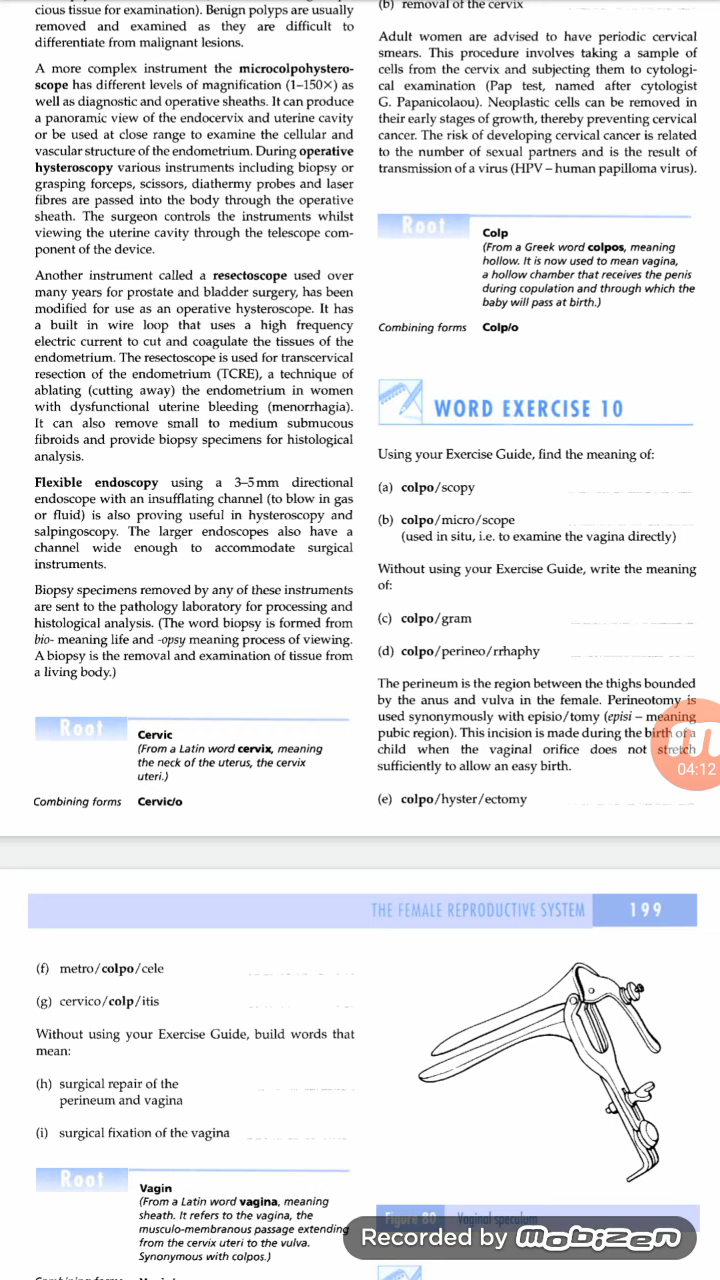 cious tissue for examination). Benign polyps are usually
removed and examined as they are difficult to
differentiate from malignant lesions.
A more complex instrument the microcolpohystero-
scope has different levels of magnification (1–150×) as
well as diagnostic and operative sheaths. It can produce
a panoramic view of the endocervix and uterine cavity
or be used at close range to examine the cellular and
vascular structure of the endometrium. During operative
hysteroscopy various instruments including biopsy or
grasping forceps, scissors, diathermy probes and laser
fibres are passed into the body through the operative
sheath. The surgeon controls the instruments whilst
viewing the uterine cavity through the telescope com-
ponent of the device.
Another instrument called a resectoscope used over
many years for prostate and bladder surgery, has been
modified for use as an operative hysteroscope. It has
a built in wire loop that uses a high frequency
electric current to cut and coagulate the tissues of the
endometrium. The resectoscope is used for transcervical
resection of the endometrium (TCRE), a technique of
ablating (cutting away) the endometrium in women
with dysfunctional uterine bleeding (menorrhagia).
It can also remove small to medium submucous
fibroids and provide biopsy specimens for histological
analysis.
Flexible endoscopy using a 3–5 mm directional
endoscope with an insufflating channel (to blow in gas
or fluid) is also proving useful in hysteroscopy and
salpingoscopy. The larger endoscopes also have a
channel wide enough to accommodate surgical
instruments.
Biopsy specimens removed by any of these instruments
are sent to the pathology laboratory for processing and
histological analysis. (The word biopsy is formed from
bio- meaning life and -opsy meaning process of viewing.
A biopsy is the removal and examination of tissue from
a living body.)
Root
Cervic
(From a Latin word cervix, meaning
the neck of the uterus, the cervix
uteri.)
Combining forms Cervic/o
(b) removal of the cervix
Adult women are advised to have periodic cervical
smears. This procedure involves taking a sample of
cells from the cervix and subjecting them to cytologi-
cal examination (Pap test, named after cytologist
G. Papanicolaou). Neoplastic cells can be removed in
their early stages of growth, thereby preventing cervical
cancer. The risk of developing cervical cancer is related
to the number of sexual partners and is the result of
transmission of a virus (HPV – human papilloma virus).
Root
Colp
(From a Greek word colpos, meaning
hollow. It is now used to mean vagina,
a hollow chamber that receives the penis
during copulation and through which the
baby will pass at birth.)
Combining forms Colp/o
WORD EXERCISE 10
Using your Exercise Guide, find the meaning of:
(a) colpo/scopy
(b) colpo/micro/scope
(used in situ, i.e. to examine the vagina directly)
Without using your Exercise Guide, write the meaning
of:
(c) colpo/gram
(d) colpo/perineo/rrhaphy
The perineum is the region between the thighs bounded
by the anus and vulva in the female. Perineotomy is
used synonymously with episio/tomy (episi – meaning
pubic region). This incision is made during the birth of a
child when the vaginal orifice does not stretch
sufficiently to allow an easy birth.
04:12
(e) colpo/hyster/ectomy
THE FEMALE REPRODUCTIVE SYSTEM 199
(f) metro/colpo/cele
(g) cervico/colp/itis
Without using your Exercise Guide, build words that
mean:
(h) surgical repair of the
perineum and vagina
(i) surgical fixation of the vagina
Root
Vagin
(From a Latin word vagina, meaning
sheath. It refers to the vagina, the
musculo-membranous passage extending
from the cervix uteri to the vulva.
Synonymous with colpos.)
Figure 80 Vaginal speculum
Recorded by mobizen